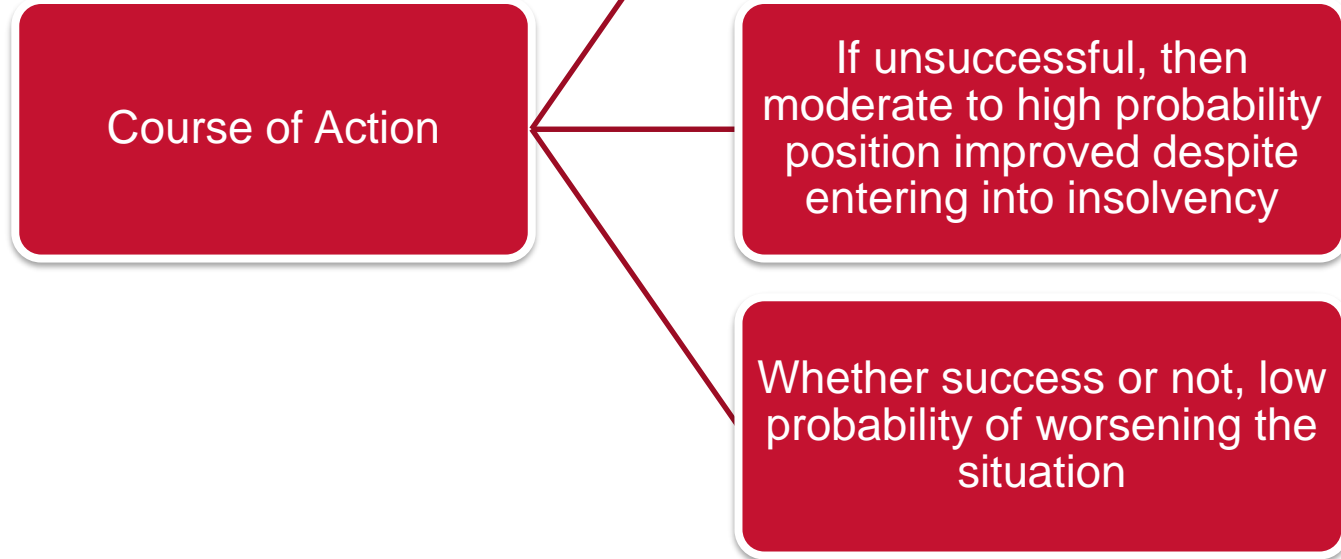 Course of Action
If unsuccessful, then
moderate to high probability
position improved despite
entering into insolvency
Whether success or not, low
probability of worsening the
situation